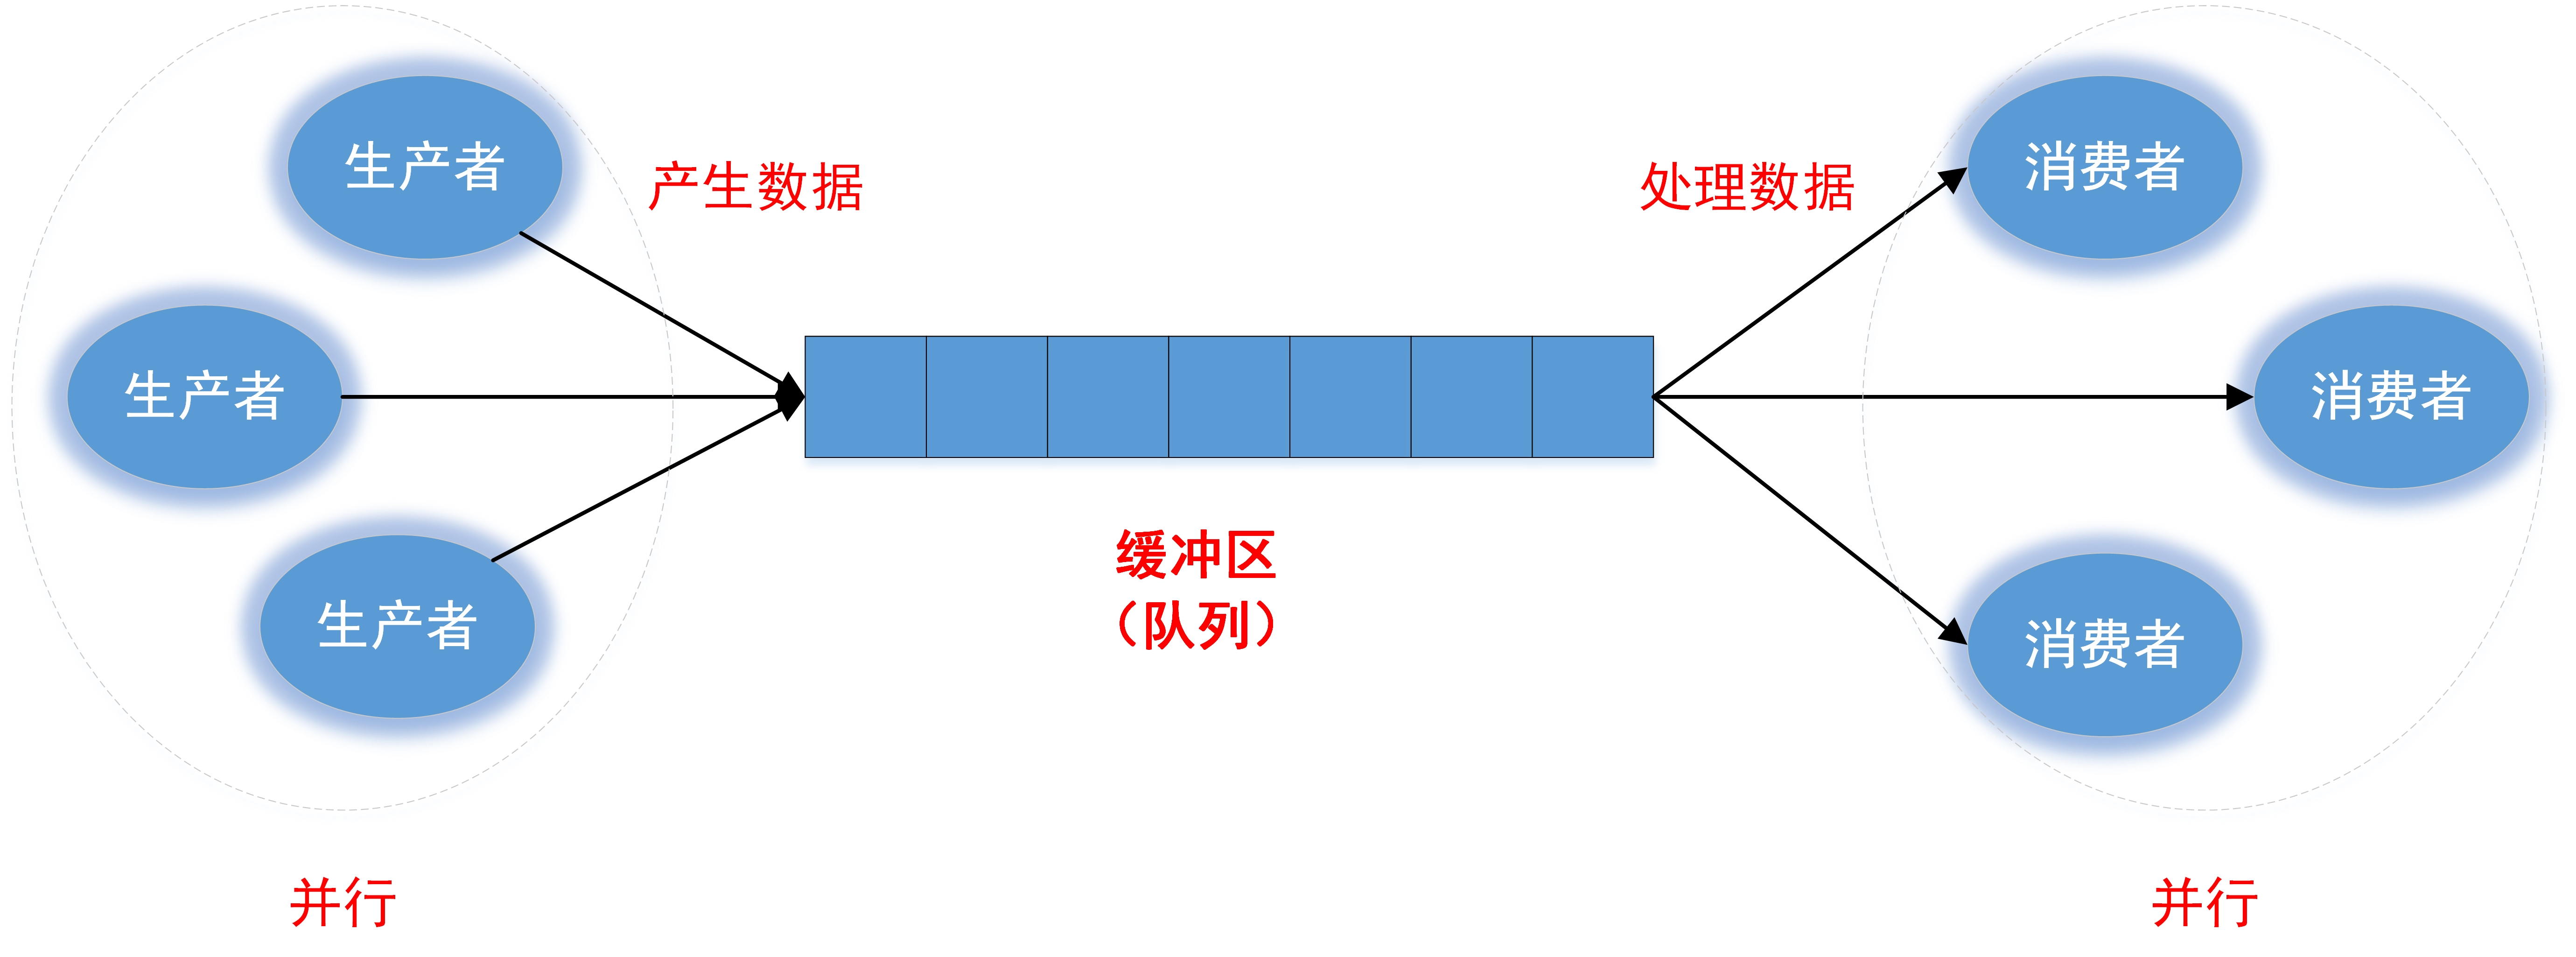 生产者
产生数据
处理数据
消费者
生产者
消费者
缓冲区
（队列）
生产者
消费者
并行
并行